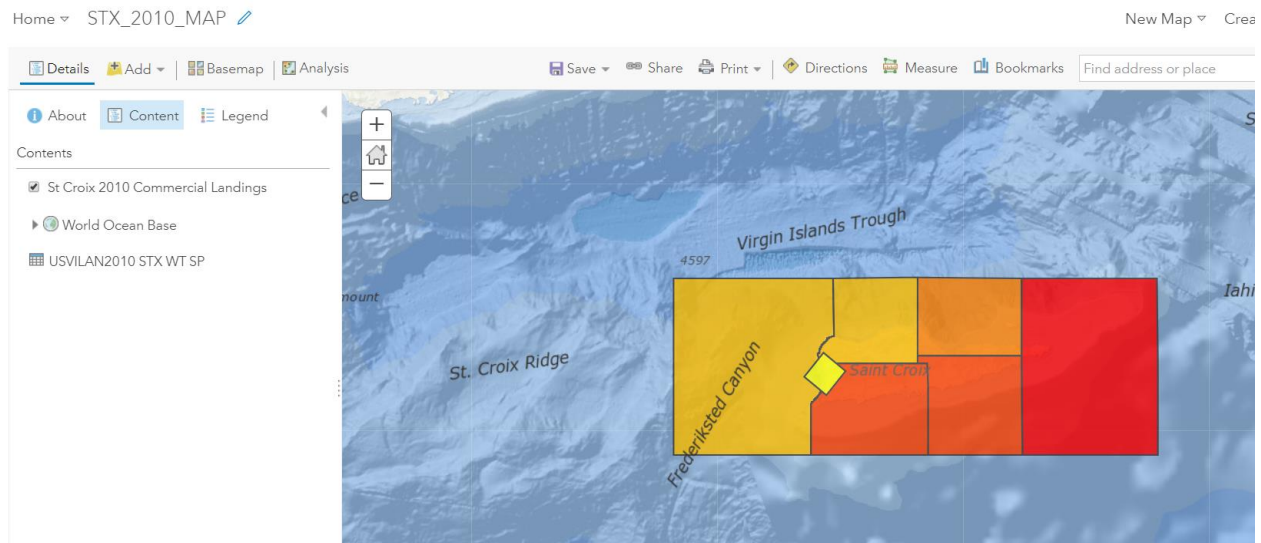 Home STX_2010_MAP New Map Crea
Details Add Basemap Analysis Save Share Print Directions Measure Bookmarks Find address or place
About Content Legend
Contents
St Croix 2010 Commercial Landings
World Ocean Base
USVILAN2010 STX WT SP
+
−
S
ce
Virgin Islands Trough
4597
mount
Iahi
St. Croix Ridge
Saint Croix
Frederiksted Canyon